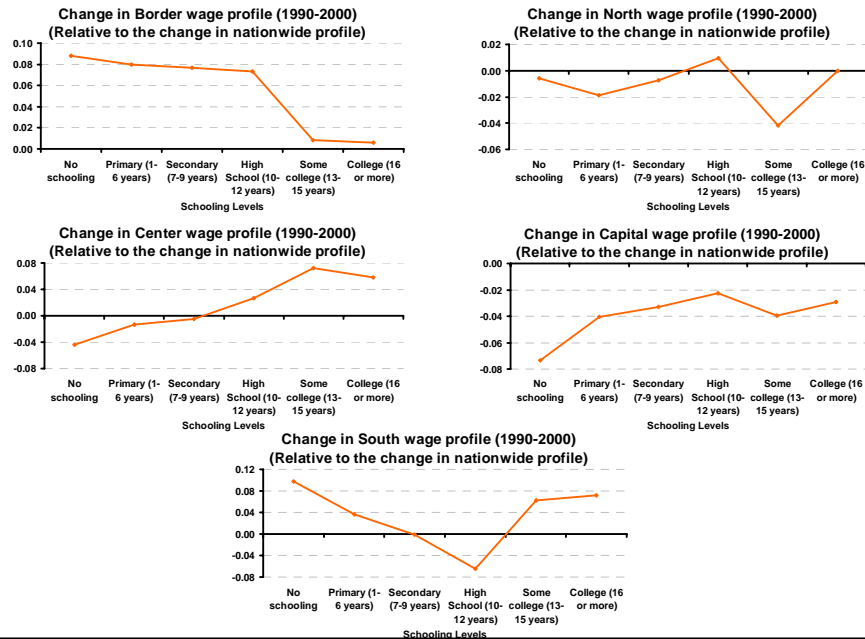 Change in Border wage profile (1990-2000)
(Relative to the change in nationwide profile)
0.10
0.08
0.06
0.04
0.02
0.00
No schooling
Primary (1-6 years)
Secondary (7-9 years)
High School (10-12 years)
Some college (13-15 years)
College (16 or more)
Schooling Levels
Change in North wage profile (1990-2000)
(Relative to the change in nationwide profile)
0.02
0.00
-0.02
-0.04
-0.06
No schooling
Primary (1-6 years)
Secondary (7-9 years)
High School (10-12 years)
Some college (13-15 years)
College (16 or more)
Schooling Levels
Change in Center wage profile (1990-2000)
(Relative to the change in nationwide profile)
0.08
0.04
0.00
-0.04
-0.08
No schooling
Primary (1-6 years)
Secondary (7-9 years)
High School (10-12 years)
Some college (13-15 years)
College (16 or more)
Schooling Levels
Change in Capital wage profile (1990-2000)
(Relative to the change in nationwide profile)
0.00
-0.02
-0.04
-0.06
-0.08
No schooling
Primary (1-6 years)
Secondary (7-9 years)
High School (10-12 years)
Some college (13-15 years)
College (16 or more)
Schooling Levels
Change in South wage profile (1990-2000)
(Relative to the change in nationwide profile)
0.12
0.08
0.04
0.00
-0.04
-0.08
No schooling
Primary (1-6 years)
Secondary (7-9 years)
High School (10-12 years)
Some college (13-15 years)
College (16 or more)
Schooling Levels